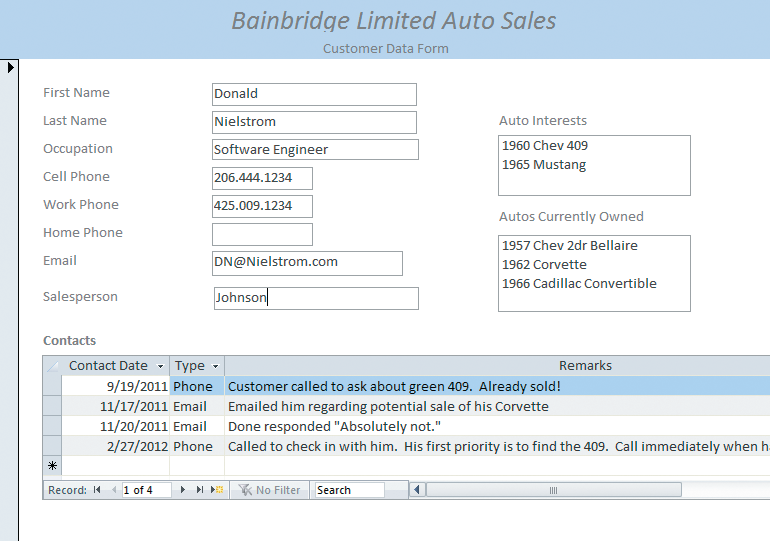 Bainbridge Limited Auto Sales
Customer Data Form
First Name Donald
Last Name Nielstrom
Occupation Software Engineer
Cell Phone 206.444.1234
Work Phone 425.009.1234
Home Phone
Email DN@Nielstrom.com
Salesperson Johnson
Auto Interests
1960 Chev 409
1965 Mustang
Autos Currently Owned
1957 Chev 2dr Bellaire
1962 Corvette
1966 Cadillac Convertible
Contacts
Contact Date Type Remarks
9/19/2011 Phone Customer called to ask about green 409. Already sold!
11/17/2011 Email Emailed him regarding potential sale of his Corvette
11/20/2011 Email Done responded "Absolutely not."
2/27/2012 Phone Called to check in with him. His first priority is to find the 409. Call immediately when
Record: 1 of 4 No Filter Search